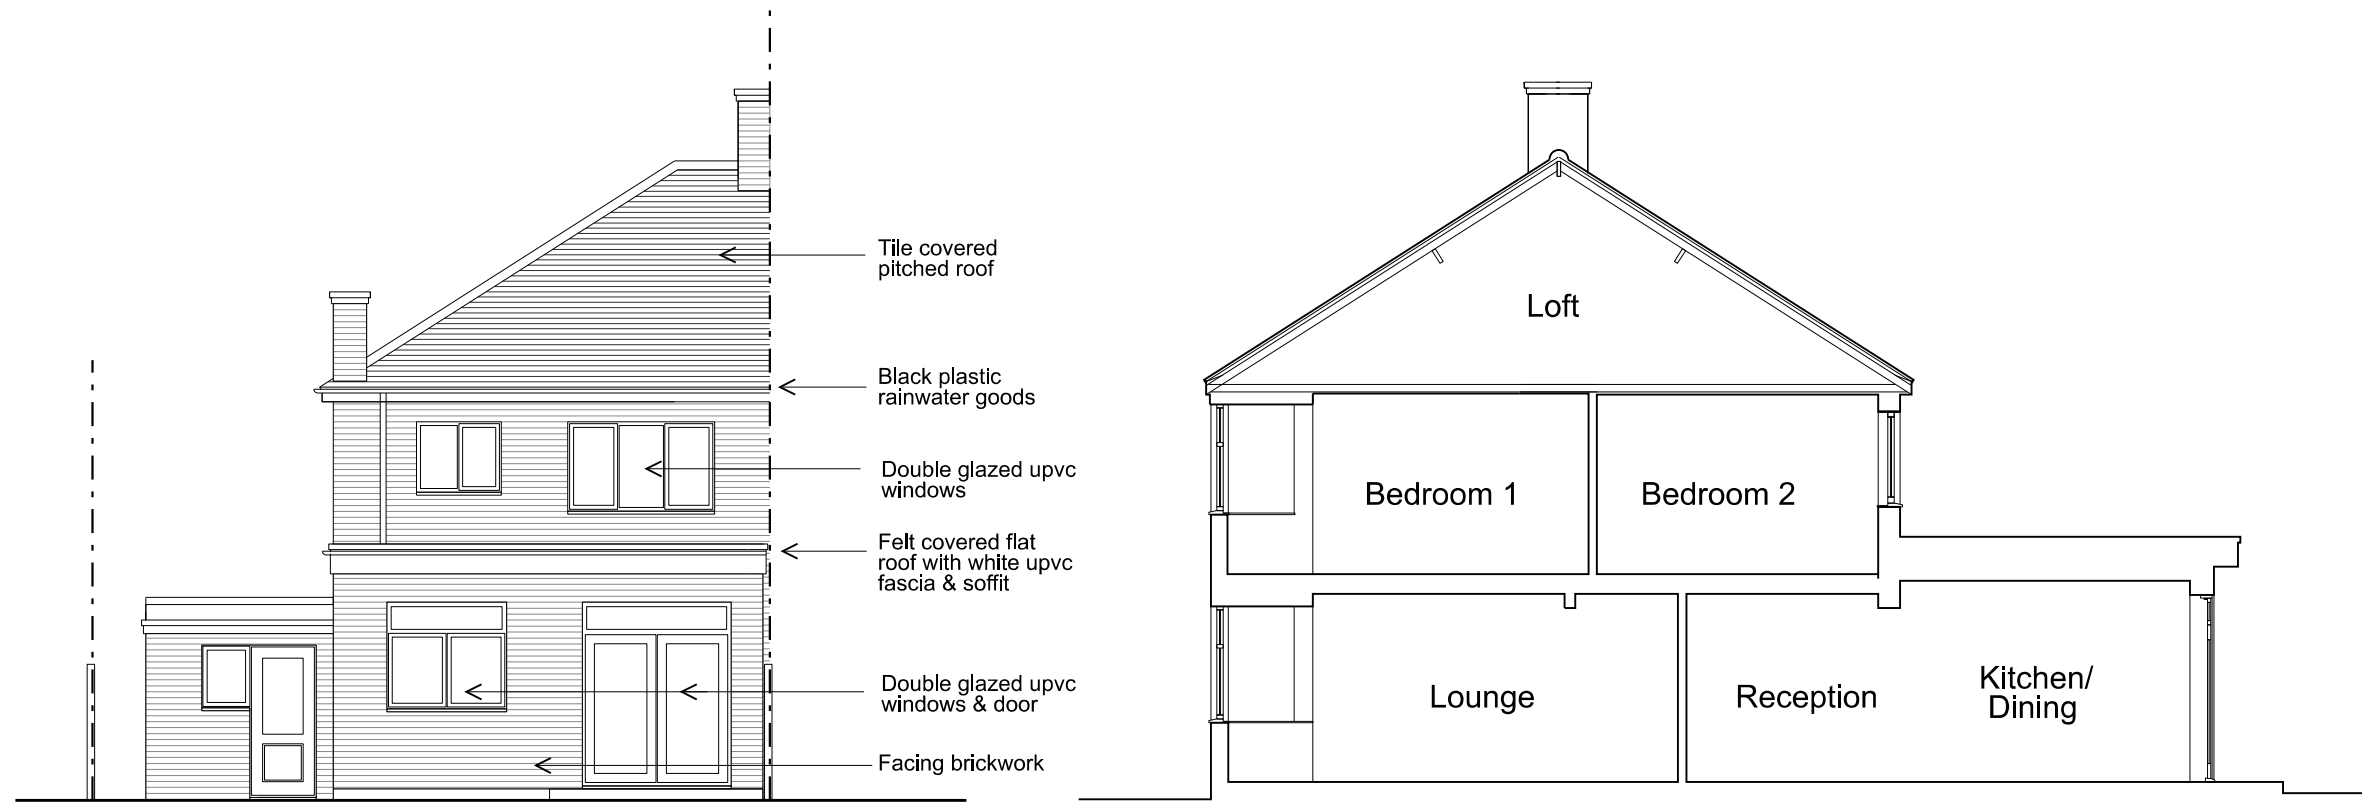 Tile covered
pitched roof
Black plastic
rainwater goods
Double glazed upvc
windows
Felt covered flat
roof with white upvc
fascia & soffit
Double glazed upvc
windows & door
Facing brickwork
Loft
Bedroom 1
Bedroom 2
Lounge
Reception
Kitchen/
Dining